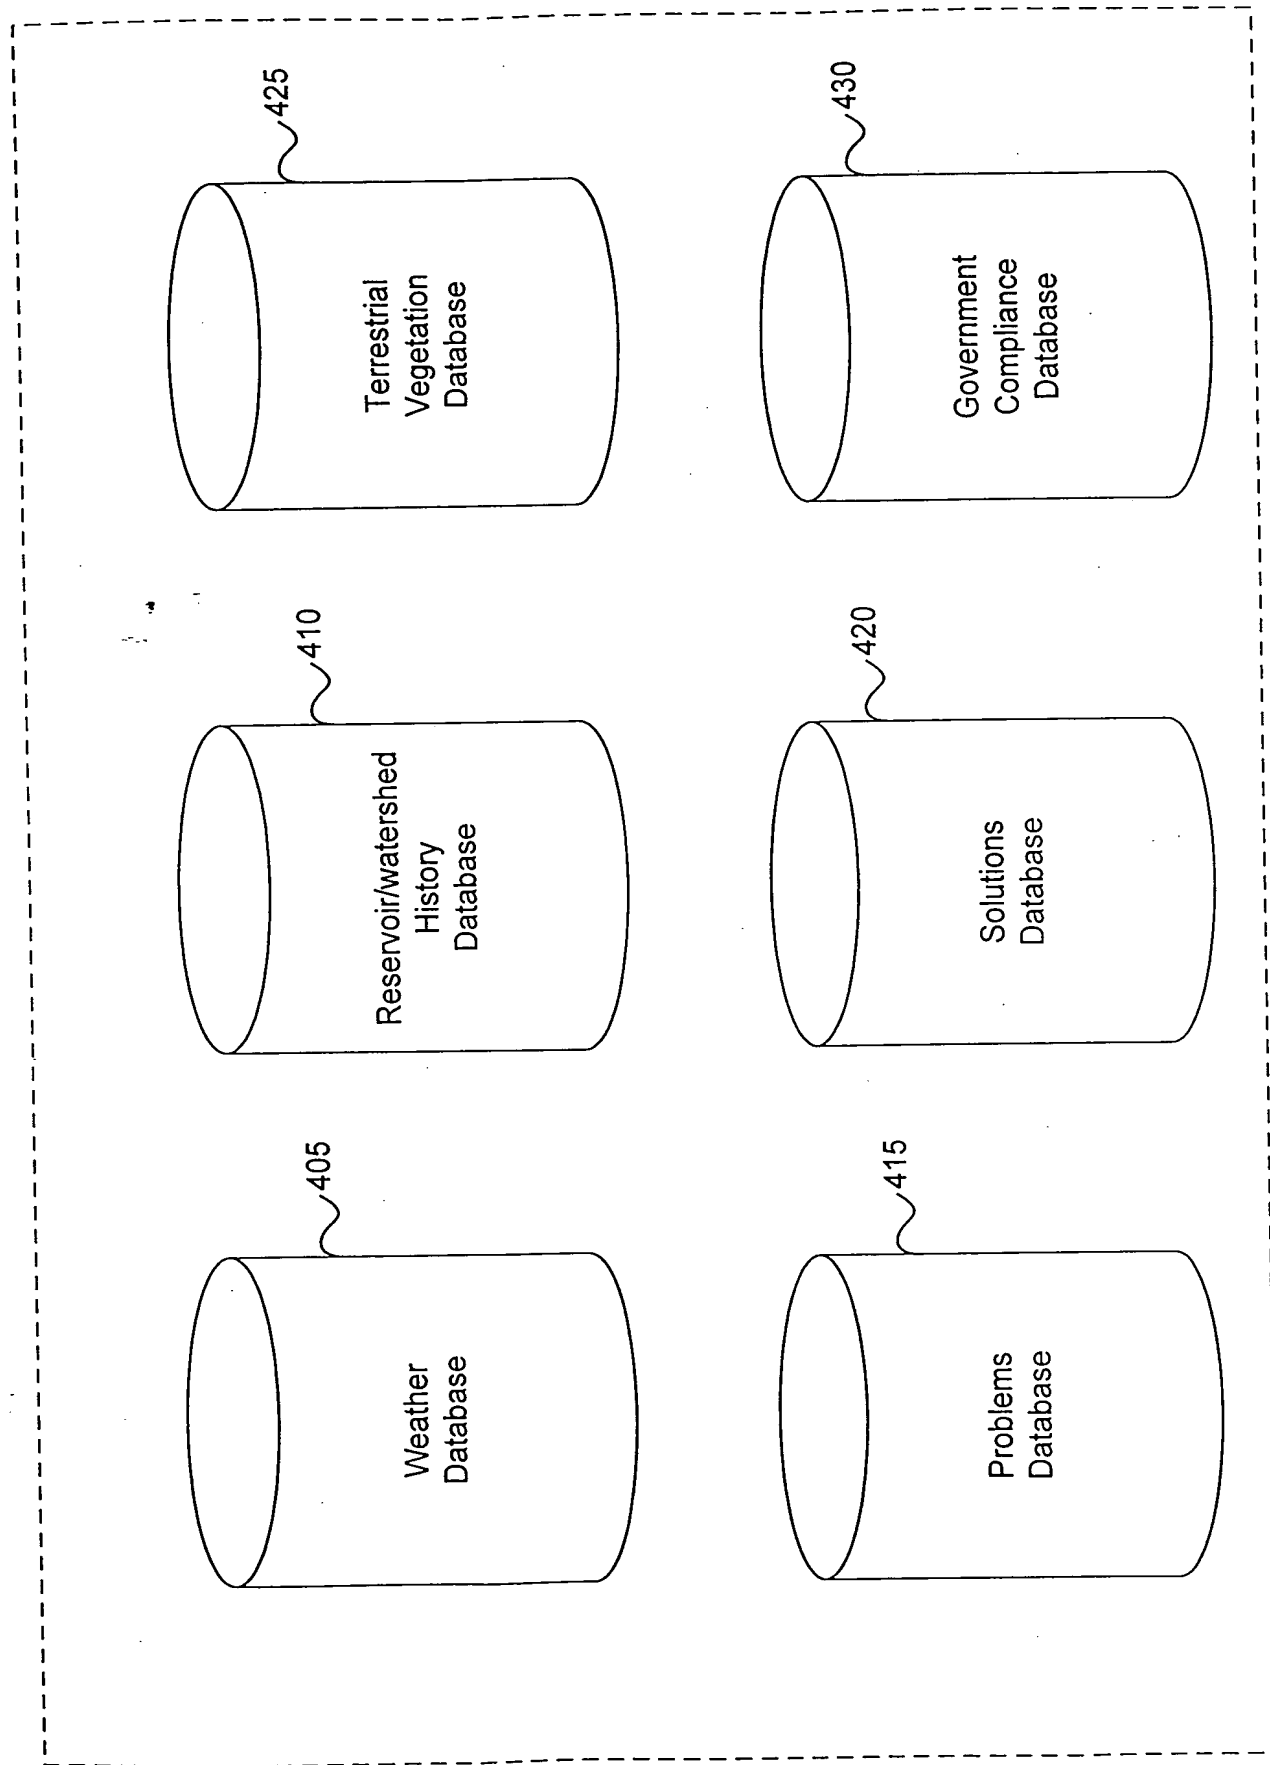 405
Weather
Database
410
Reservoir/watershed
History
Database
425
Terrestrial
Vegetation
Database
415
Problems
Database
420
Solutions
Database
430
Government
Compliance
Database